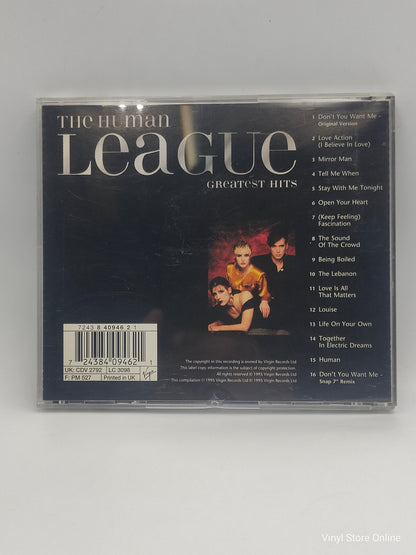 The Human
League
Greatest Hits
1 Don't You Want Me -
Original Version
2 Love Action
(I Believe In Love)
3 Mirror Man
4 Tell Me When
5 Stay With Me Tonight
6 Open Your Heart
7 (Keep Feeling)
Fascination
8 The Sound
Of The Crowd
9 Being Boiled
10 The Lebanon
11 Love Is All
That Matters
12 Louise
13 Life On Your Own
14 Together
In Electric Dreams
15 Human
16 Don't You Want Me -
Snap 7" Remix
7243 8 40946 2 1
7 24384 09462 1
UK: CDV 2792 LC 3098
F: PM 527 Printed in UK
Virgin
The copyright in this recording is owned by Virgin Records Ltd
This label copy information is the subject of copyright protection.
All rights reserved © 1995 Virgin Records Ltd
This compilation ℗ 1995 Virgin Records Ltd © 1995 Virgin Records Ltd
Vinyl Store Online